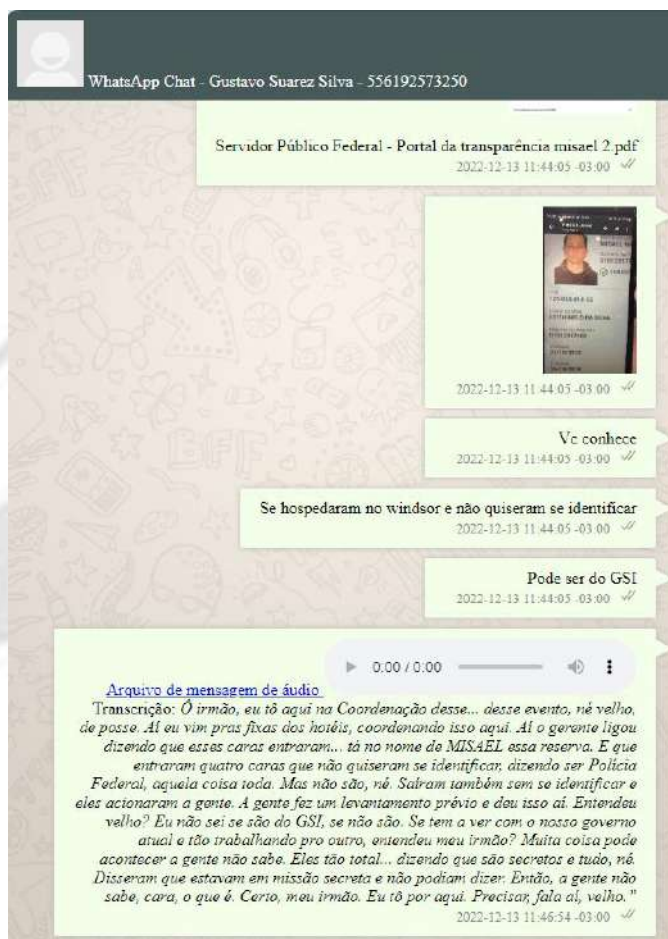 WhatsApp Chat - Gustavo Suarez Silva - 556192573250
Servidor Público Federal - Portal da transparência misael 2.pdf
2022-12-13 11:44:05 -03:00
2022-12-13 11:44:05 -03:00
Vc conhece
2022-12-13 11:44:05 -03:00
Se hospedaram no windsor e não quiseram se identificar
2022-12-13 11:44:05 -03:00
Pode ser do GSI
2022-12-13 11:44:05 -03:00
0:00 / 0:00
Arquivo de mensagem de áudio
Transcrição: Ó irmão, eu tô aqui na Coordenação desse... desse evento, né velho,
de posse. Aí eu vim pras fixas dos hotéis, coordenando isso aqui. Aí o gerente ligou
dizendo que esses caras entraram... tá no nome de MISAEL essa reserva. E que
entraram quatro caras que não quiseram se identificar, dizendo ser Polícia
Federal, aquela coisa toda. Mas não são, né. Saíram também sem se identificar e
eles acionaram a gente. A gente fez um levantamento prévio e deu isso aí. Entendeu
velho? Eu não sei se são do GSI, se não são. Se tem a ver com o nosso governo
atual e tão trabalhando pro outro, entendeu meu irmão? Muita coisa pode
acontecer a gente não sabe. Eles tão total... dizendo que são secretos e tudo, né.
Disseram que estavam em missão secreta e não podiam dizer. Então, a gente não
sabe, cara, o que é. Certo, meu irmão. Eu tô por aqui. Precisar, fala aí, velho."
2022-12-13 11:46:54 -03:00